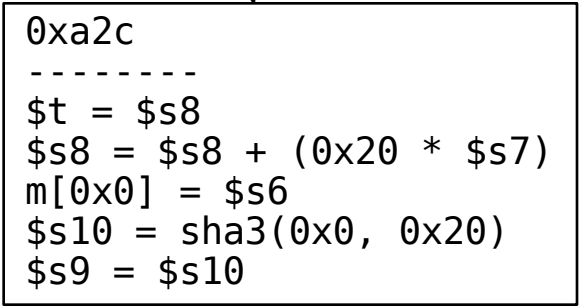 0xa2c
--------
$t = $s8
$s8 = $s8 + (0x20 * $s7)
m[0x0] = $s6
$s10 = sha3(0x0, 0x20)
$s9 = $s10